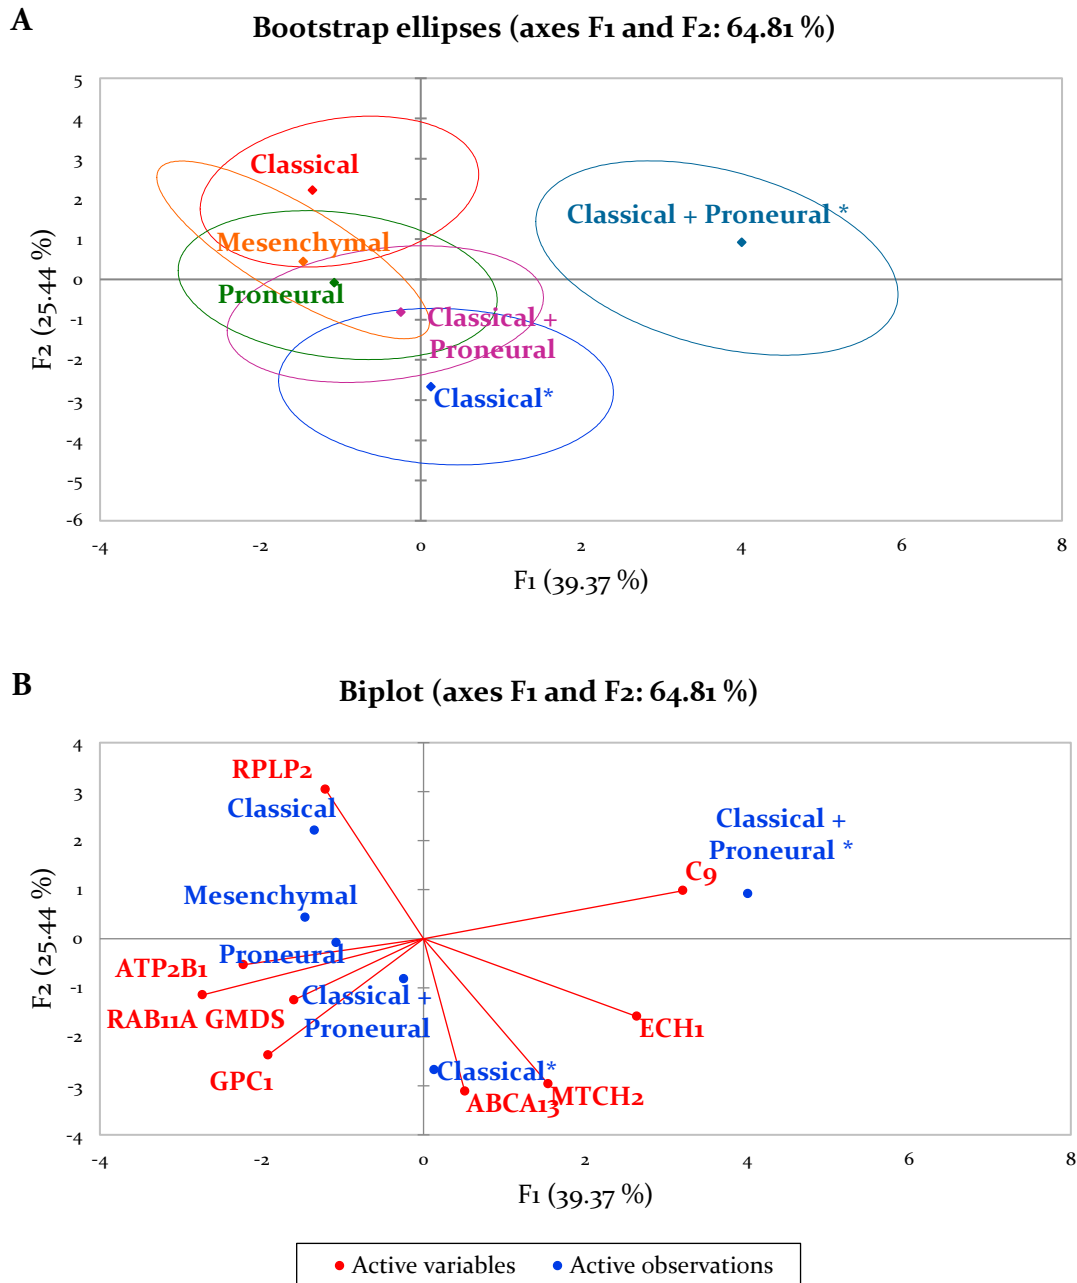 A
Bootstrap ellipses (axes F1 and F2: 64.81 %)
5
4
3
2
1
0
-1
-2
-3
-4
-5
-6
F2 (25.44 %)
Classical
Classical + Proneural *
Mesenchymal
Proneural
Classical +
Proneural
Classical*
-4
-2
0
2
4
6
8
F1 (39.37 %)
B
Biplot (axes F1 and F2: 64.81 %)
4
3
2
1
0
-1
-2
-3
-4
F2 (25.44 %)
RPLP2
Classical
Classical +
Proneural *
C9
Mesenchymal
Proneural
ATP2B1
Classical +
Proneural
RAB11A GMDS
ECH1
GPC1
Classical*
MTCH2
ABCA13
-4
-2
0
2
4
6
8
F1 (39.37 %)
Active variables
Active observations